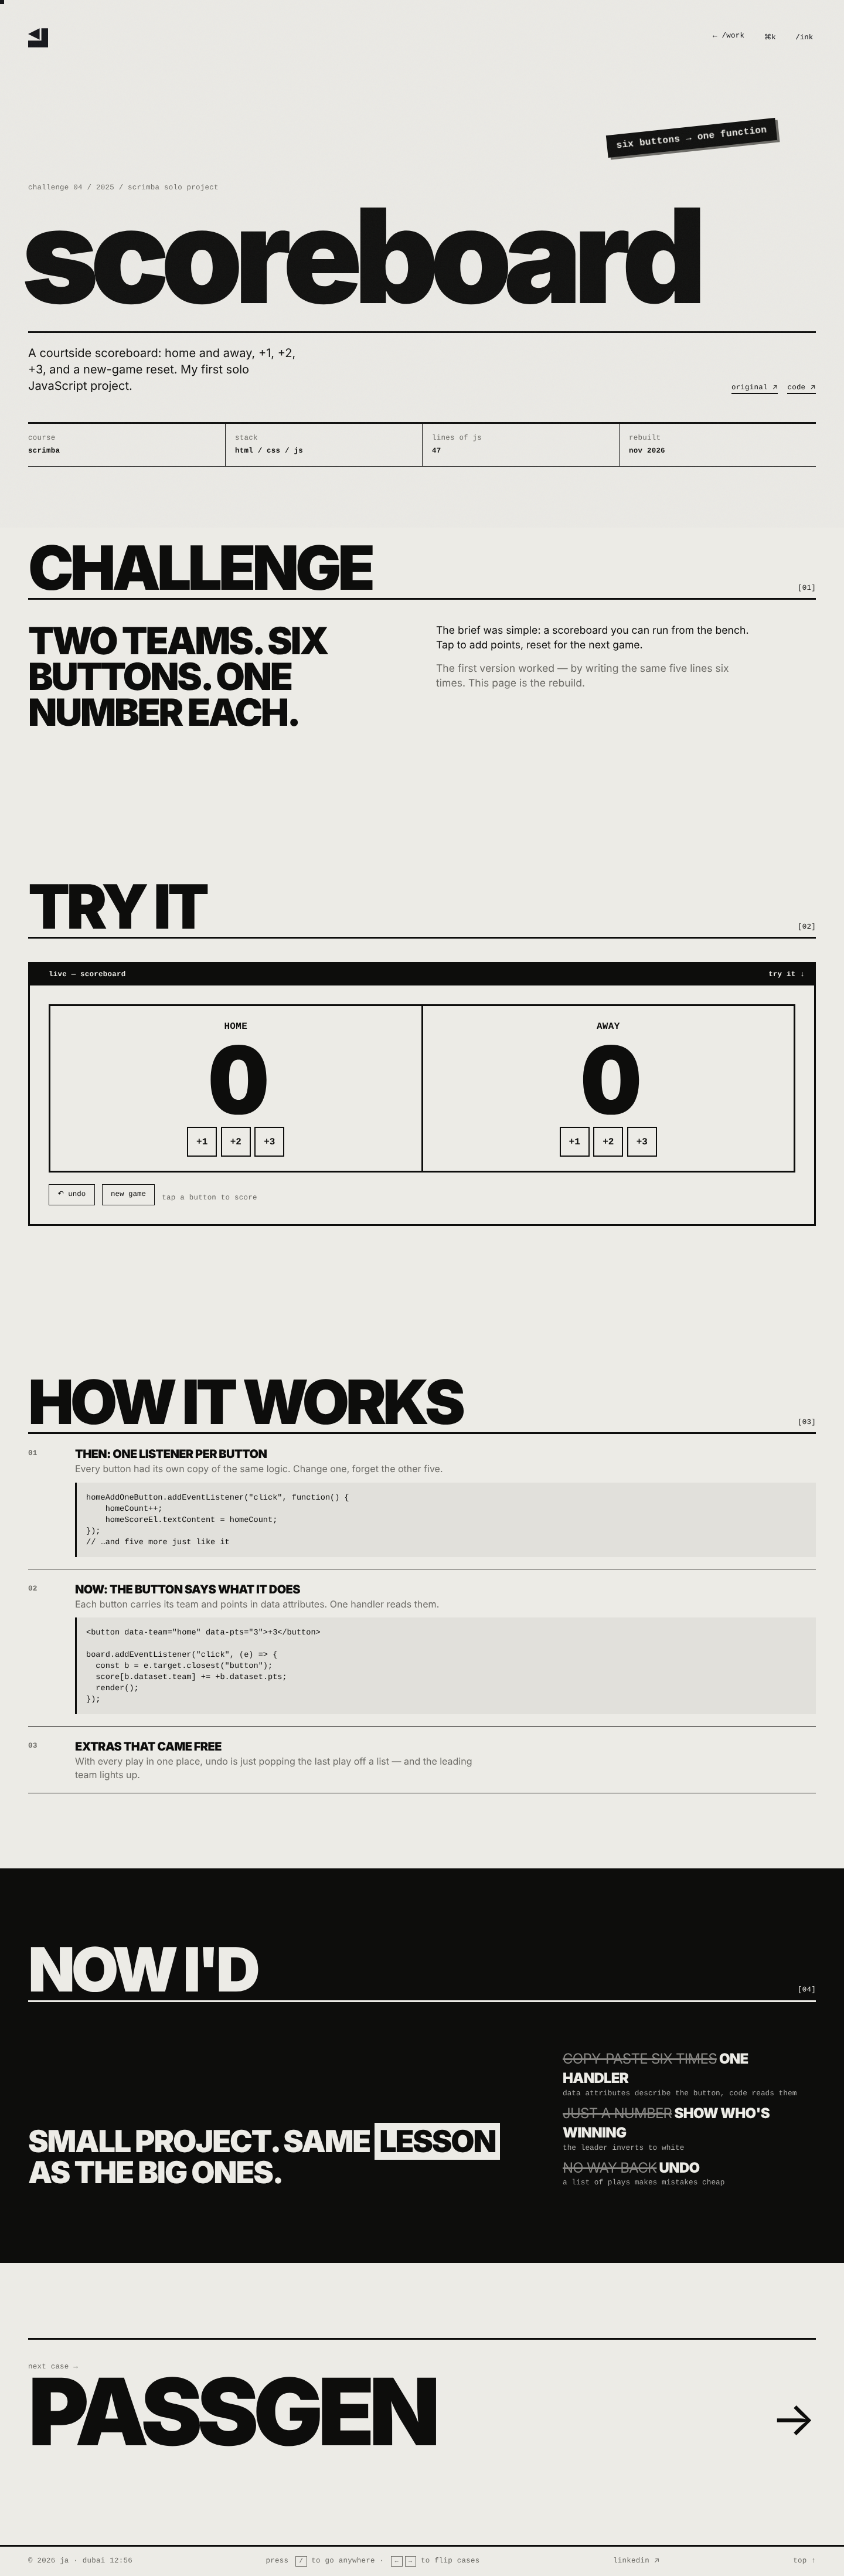 ← /work ⌘k /ink
six buttons → one function
challenge 04 / 2025 / scrimba solo project
scoreboard
A courtside scoreboard: home and away, +1, +2,
+3, and a new-game reset. My first solo
JavaScript project.
original ↗ code ↗
course stack lines of js rebuilt
scrimba html / css / js 47 nov 2026
CHALLENGE
[01]
TWO TEAMS. SIX
BUTTONS. ONE
NUMBER EACH.
The brief was simple: a scoreboard you can run from the bench.
Tap to add points, reset for the next game.
The first version worked — by writing the same five lines six
times. This page is the rebuild.
TRY IT
[02]
live — scoreboard try it ↓
HOME AWAY
0 0
+1 +2 +3 +1 +2 +3
↶ undo new game tap a button to score
HOW IT WORKS
[03]
01 THEN: ONE LISTENER PER BUTTON
Every button had its own copy of the same logic. Change one, forget the other five.
homeAddOneButton.addEventListener("click", function() {
    homeCount++;
    homeScoreEl.textContent = homeCount;
});
// …and five more just like it
02 NOW: THE BUTTON SAYS WHAT IT DOES
Each button carries its team and points in data attributes. One handler reads them.
<button data-team="home" data-pts="3">+3</button>
board.addEventListener("click", (e) => {
  const b = e.target.closest("button");
  score[b.dataset.team] += +b.dataset.pts;
  render();
});
03 EXTRAS THAT CAME FREE
With every play in one place, undo is just popping the last play off a list — and the leading
team lights up.
NOW I'D
[04]
SMALL PROJECT. SAME LESSON
AS THE BIG ONES.
COPY-PASTE SIX TIMES ONE
HANDLER
data attributes describe the button, code reads them
JUST A NUMBER SHOW WHO'S
WINNING
the leader inverts to white
NO WAY BACK UNDO
a list of plays makes mistakes cheap
next case →
PASSGEN
→
© 2026 ja · dubai 12:56 press / to go anywhere · ← → to flip cases linkedin ↗ top ↑